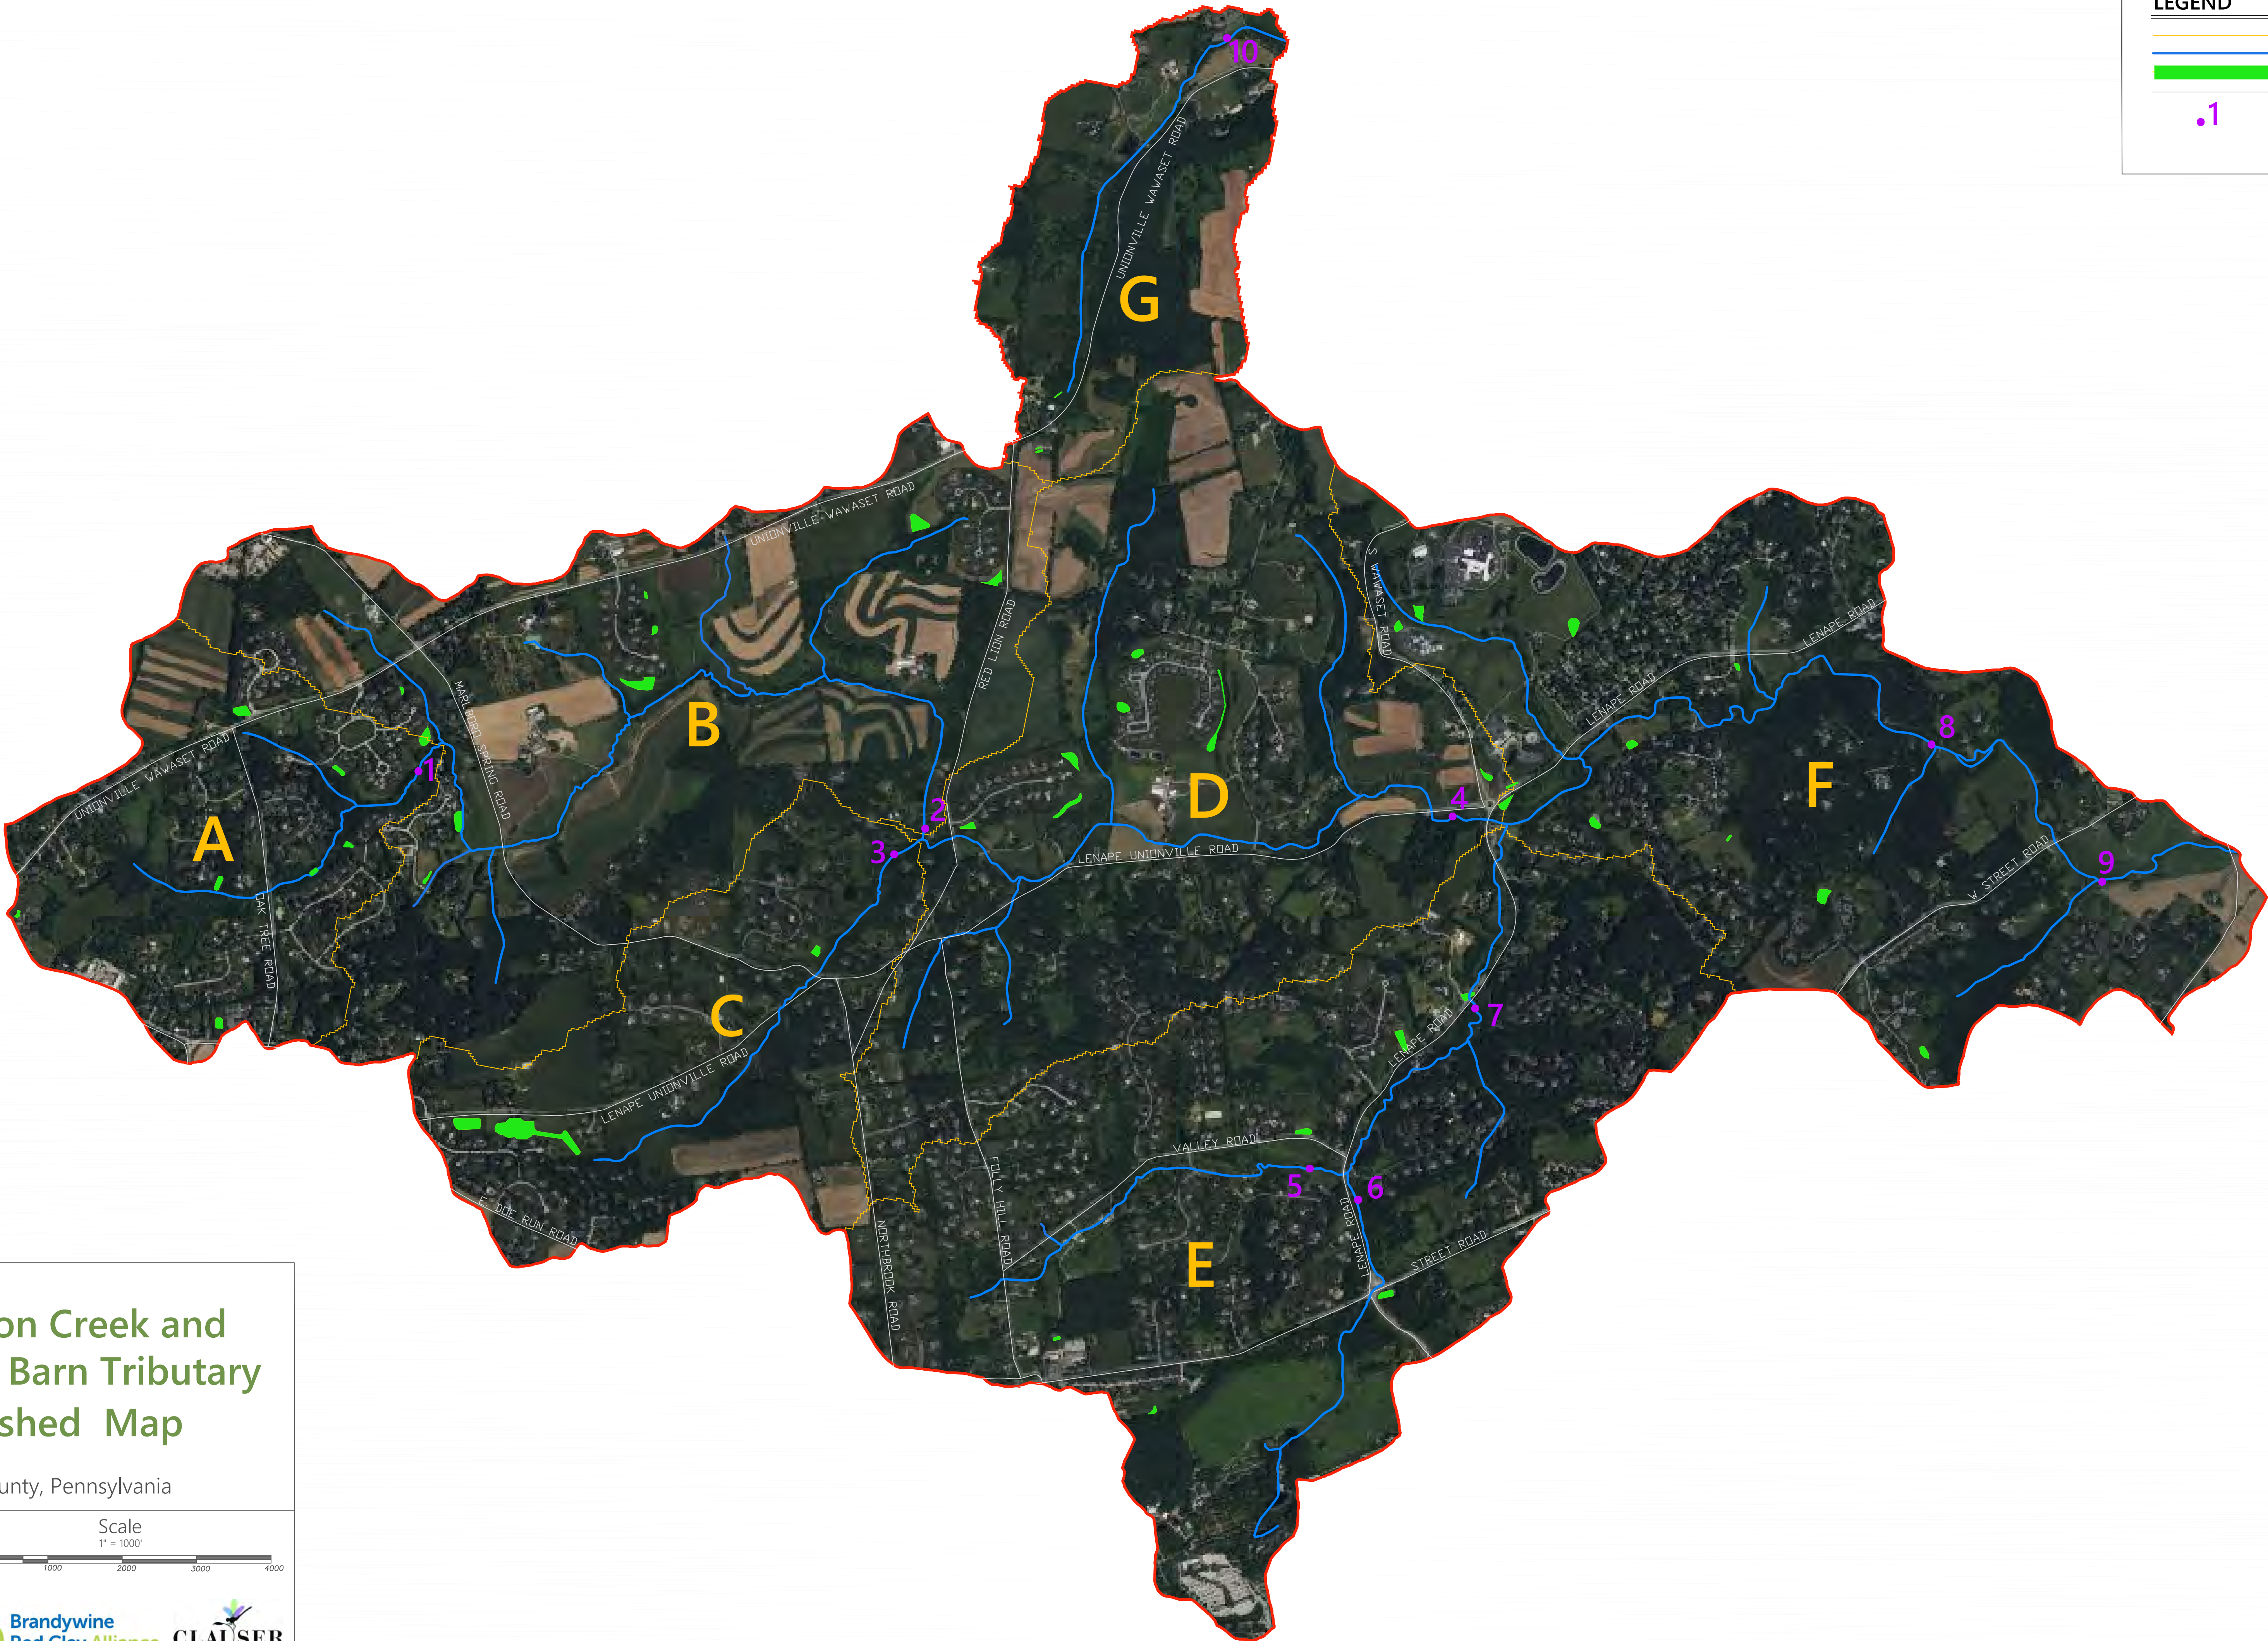 LEGEND
.1
10
UNIONVILLE WAWASET ROAD
G
UNIONVILLE-WAWASET ROAD
S WAWASET ROAD
RED LION ROAD
LENAPE ROAD
LENAPE ROAD
MARLBORO SPRING ROAD
B
UNIONVILLE WAWASET ROAD
1
8
D
F
4
2
A
3
LENAPE UNIONVILLE ROAD
W STREET ROAD
9
OAK TREE ROAD
C
7
LENAPE ROAD
LENAPE UNIONVILLE ROAD
VALLEY ROAD
5
6
E DOE RUN ROAD
NORTHBROOK ROAD
FOLLY HILL ROAD
LENAPE ROAD
STREET ROAD
E
on Creek and
Barn Tributary
shed Map
unty, Pennsylvania
Scale
1" = 1000'
1000 2000 3000 4000
Brandywine
Red Clay Alliance
CLAUSER